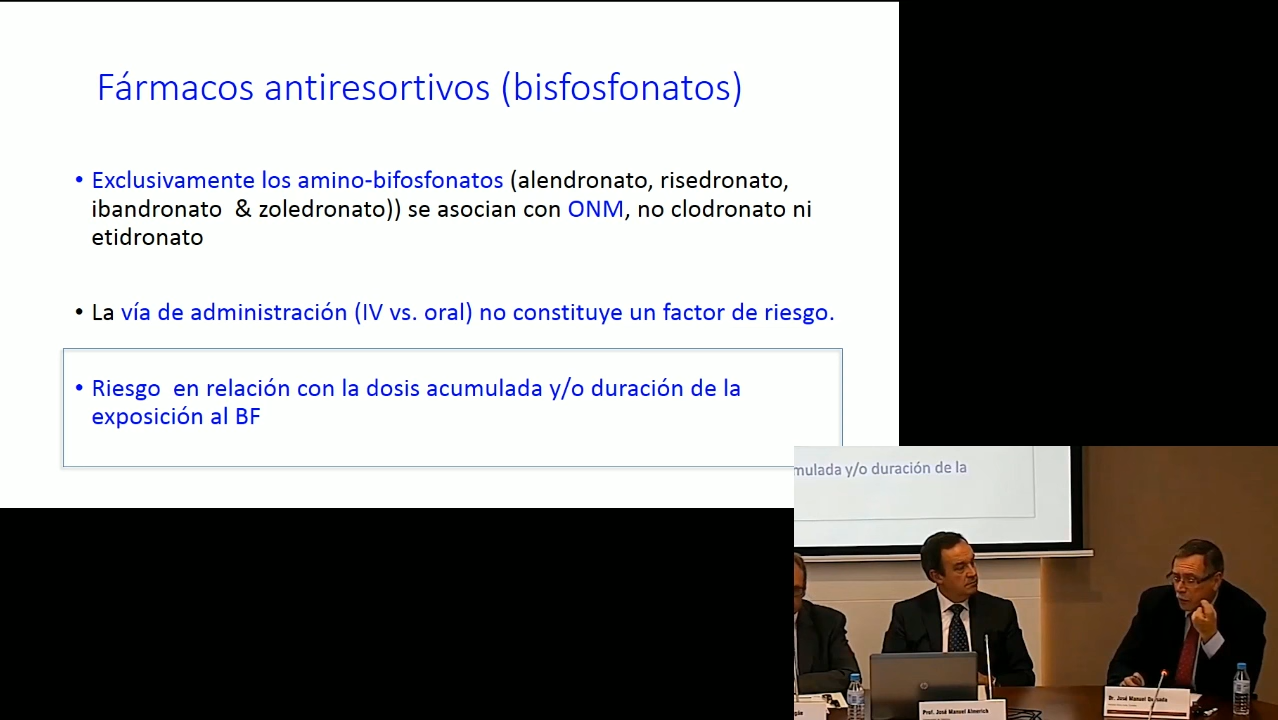 Fármacos antiresortivos (bisfosfonatos)
• Exclusivamente los amino-bifosfonatos (alendronato, risedronato,
ibandronato & zoledronato)) se asocian con ONM, no clodronato ni
etidronato
• La vía de administración (IV vs. oral) no constituye un factor de riesgo.
• Riesgo en relación con la dosis acumulada y/o duración de la
exposición al BF
mulada y/o duración de la
Prof. José Manuel Almerich
Dr. José Manuel